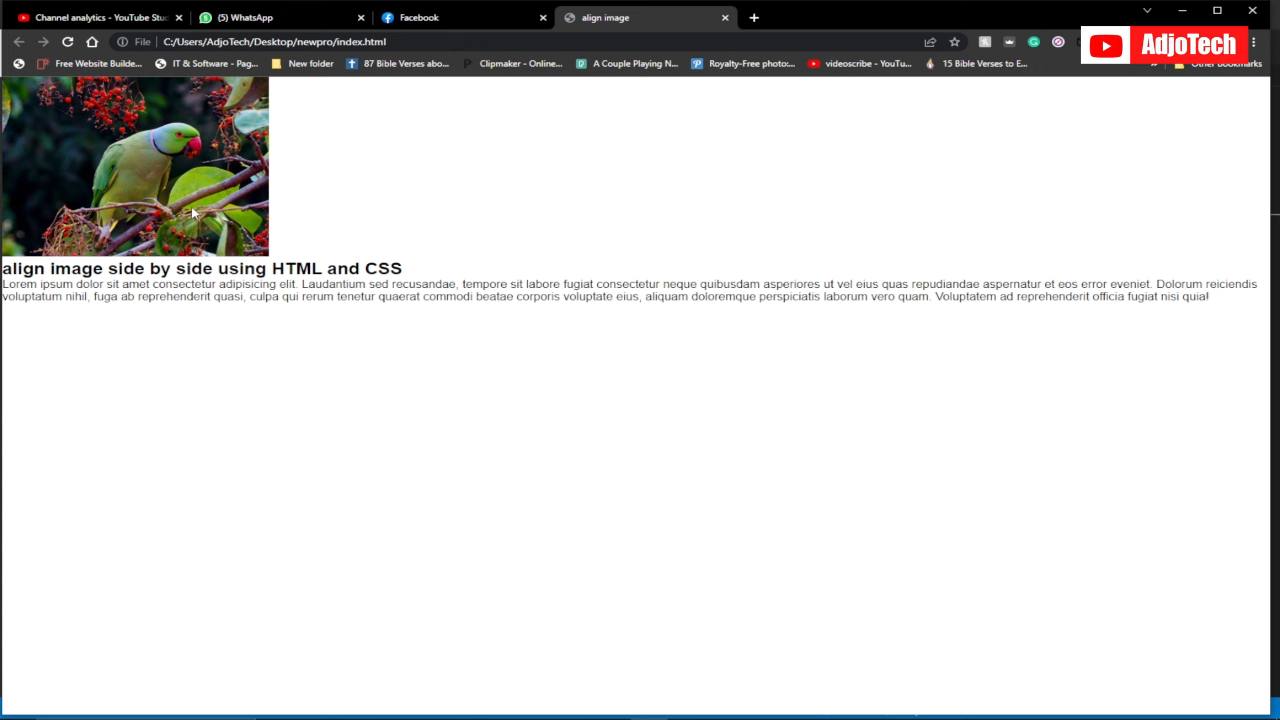 Channel analytics - YouTube Stu
(5) WhatsApp
Facebook
align image
File
C:/Users/AdjoTech/Desktop/newpro/index.html
AdjoTech
Free Website Builde...
IT & Software - Pag...
New folder
87 Bible Verses abo...
Clipmaker - Online...
A Couple Playing N...
Royalty-Free photo:...
videoscribe - YouTu...
15 Bible Verses to E...
Other bookmarks
align image side by side using HTML and CSS
Lorem ipsum dolor sit amet consectetur adipisicing elit. Laudantium sed recusandae, tempore sit labore fugiat consectetur neque quibusdam asperiores ut vel eius quas repudiandae aspernatur et eos error eveniet. Dolorum reiciendis
voluptatum nihil, fuga ab reprehenderit quasi, culpa qui rerum tenetur quaerat commodi beatae corporis voluptate eius, aliquam doloremque perspiciatis laborum vero quam. Voluptatem ad reprehenderit officia fugiat nisi quia!